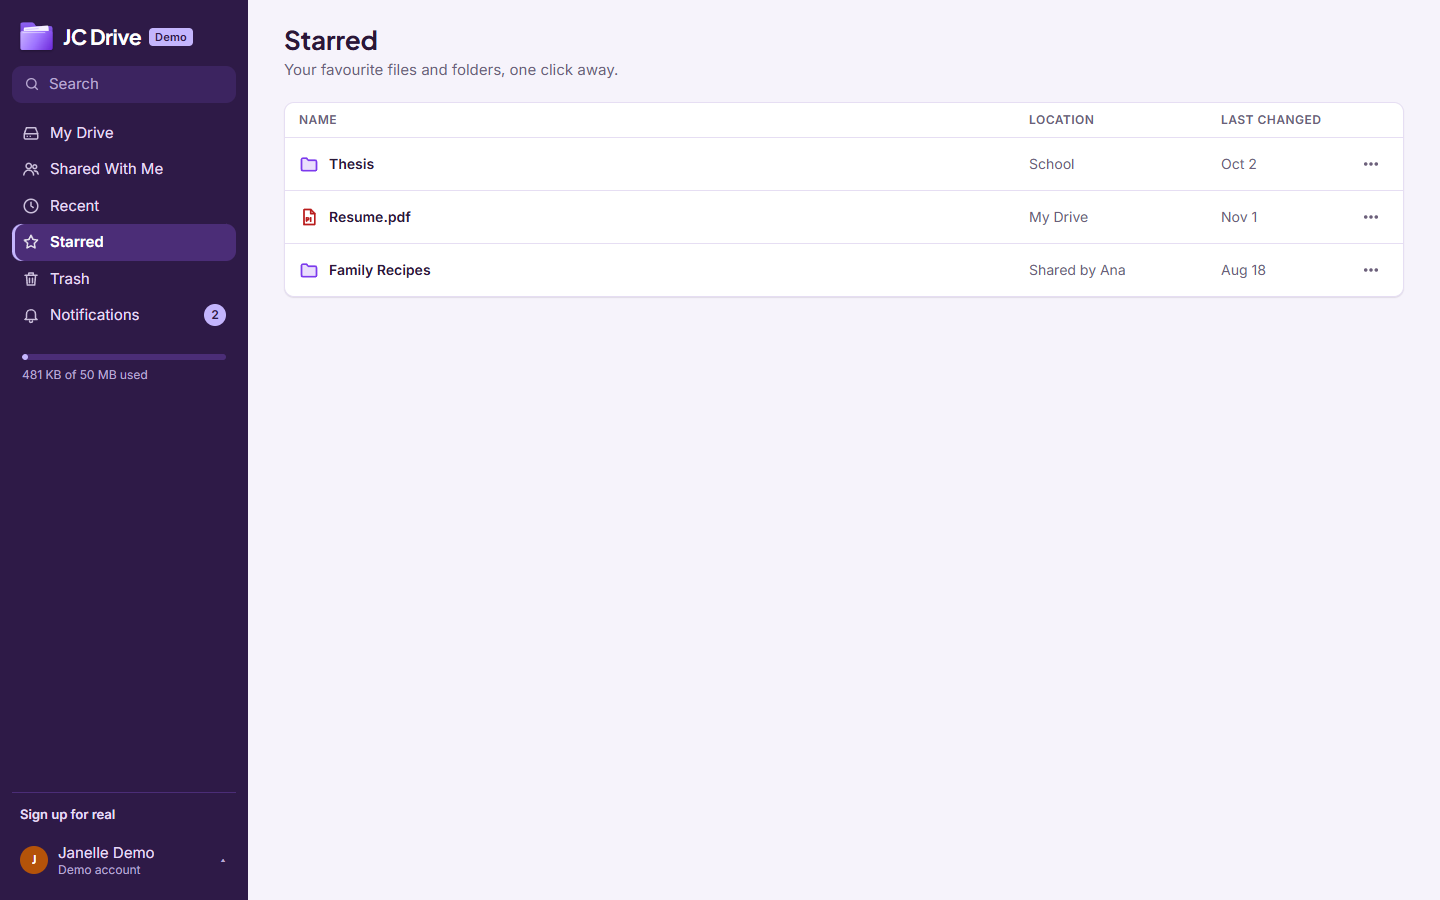 JC Drive Demo
Search
My Drive
Shared With Me
Recent
Starred
Trash
Notifications 2
481 KB of 50 MB used
Sign up for real
J Janelle Demo
Demo account
Starred
Your favourite files and folders, one click away.
NAME LOCATION LAST CHANGED
Thesis School Oct 2
Resume.pdf My Drive Nov 1
Family Recipes Shared by Ana Aug 18